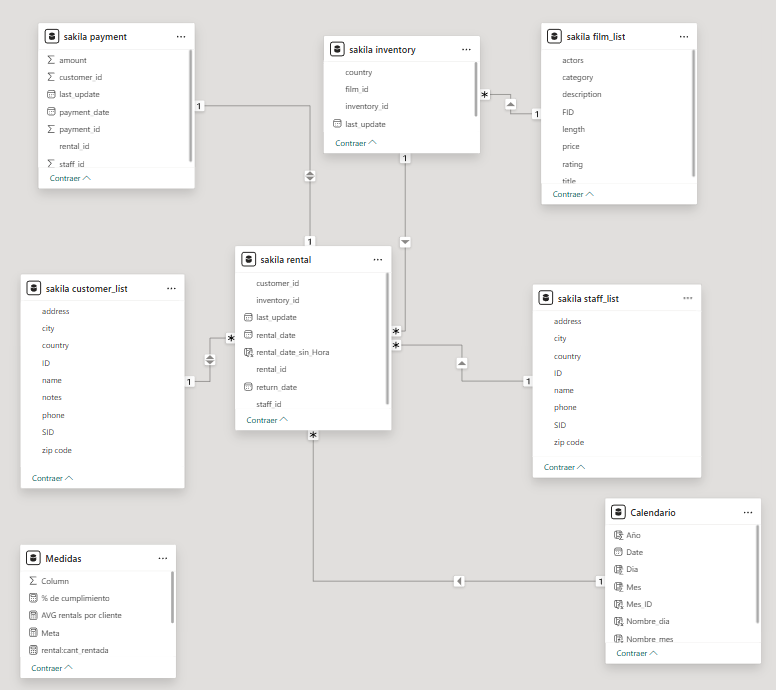 sakila payment
...
amount
customer_id
last_update
payment_date
payment_id
rental_id
staff_id
Contraer
sakila inventory
...
country
film_id
inventory_id
last_update
Contraer
sakila film_list
...
actors
category
description
FID
length
price
rating
title
Contraer
1
*
1
1
1
sakila rental
...
customer_id
inventory_id
last_update
rental_date
rental_date_sin_Hora
rental_id
return_date
staff_id
Contraer
sakila customer_list
...
address
city
country
ID
name
notes
phone
SID
zip code
Contraer
sakila staff_list
...
address
city
country
ID
name
phone
SID
zip code
Contraer
*
*
*
1
1
*
1
Medidas
...
Column
% de cumplimiento
AVG rentals por cliente
Meta
rental:cant_rentada
Contraer
Calendario
...
Año
Date
Dia
Mes
Mes_ID
Nombre_dia
Nombre_mes
Contraer